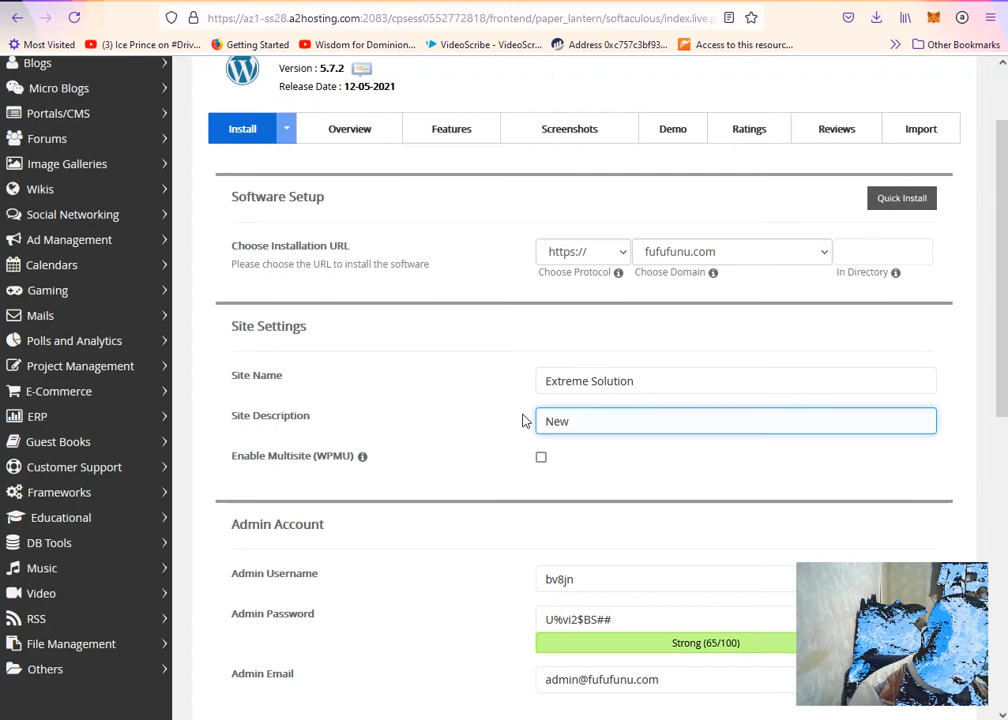 https://az1-ss28.a2hosting.com:2083/cpsess0552772818/frontend/paper_lantern/softaculous/index.live.p
Most Visited
(3) Ice Prince on #Driv...
Getting Started
Wisdom for Dominion...
VideoScribe - VideoScr...
Address 0xc757c3bf93...
Access to this resourc...
Other Bookmarks
Blogs
Micro Blogs
Portals/CMS
Forums
Image Galleries
Wikis
Social Networking
Ad Management
Calendars
Gaming
Mails
Polls and Analytics
Project Management
E-Commerce
ERP
Guest Books
Customer Support
Frameworks
Educational
DB Tools
Music
Video
RSS
File Management
Others
Version : 5.7.2
Release Date : 12-05-2021
Install
Overview
Features
Screenshots
Demo
Ratings
Reviews
Import
Software Setup
Quick Install
Choose Installation URL
Please choose the URL to install the software
https://
fufufunu.com
Choose Protocol
Choose Domain
In Directory
Site Settings
Site Name
Extreme Solution
Site Description
New
Enable Multisite (WPMU)
Admin Account
Admin Username
bv8jn
Admin Password
U%vi2$BS##
Strong (65/100)
Admin Email
admin@fufufunu.com